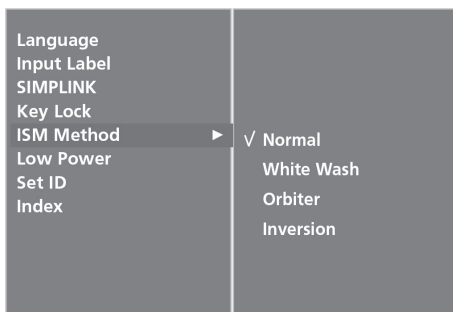 Language
Input Label
SIMPLINK
Key Lock
ISM Method ►
Low Power
Set ID
Index
√ Normal
White Wash
Orbiter
Inversion